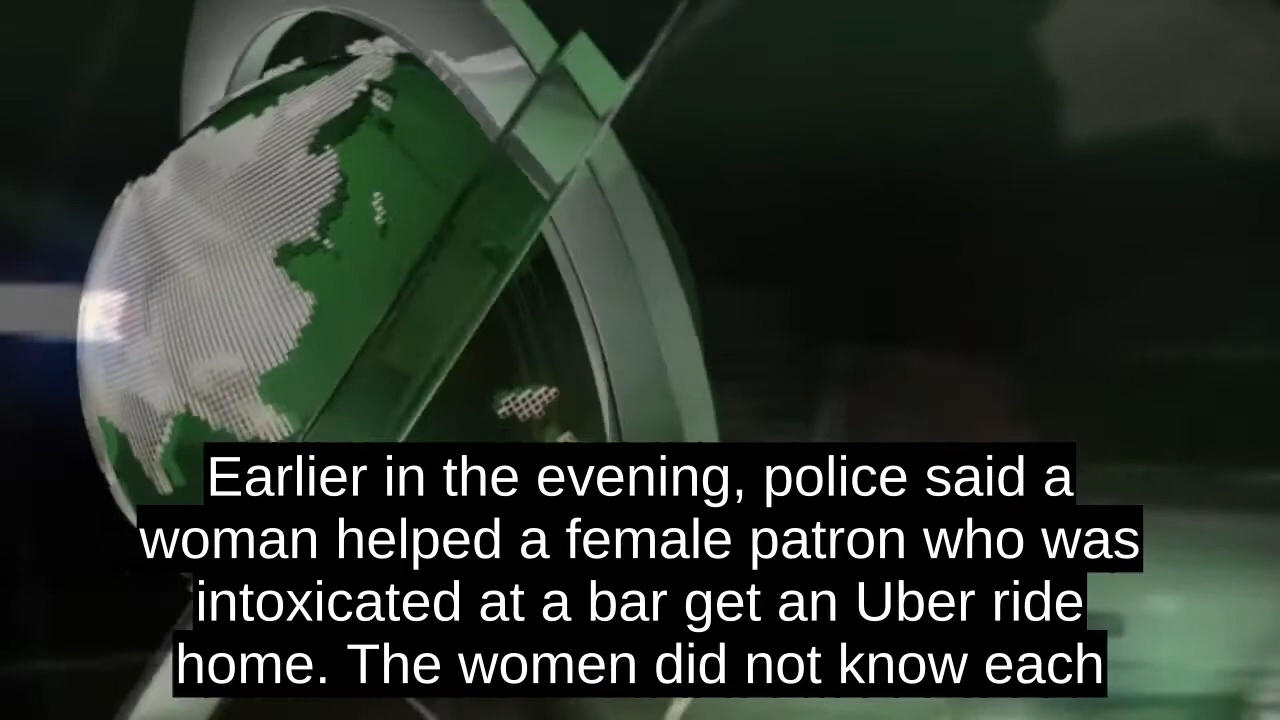 Earlier in the evening, police said a
woman helped a female patron who was
intoxicated at a bar get an Uber ride
home. The women did not know each